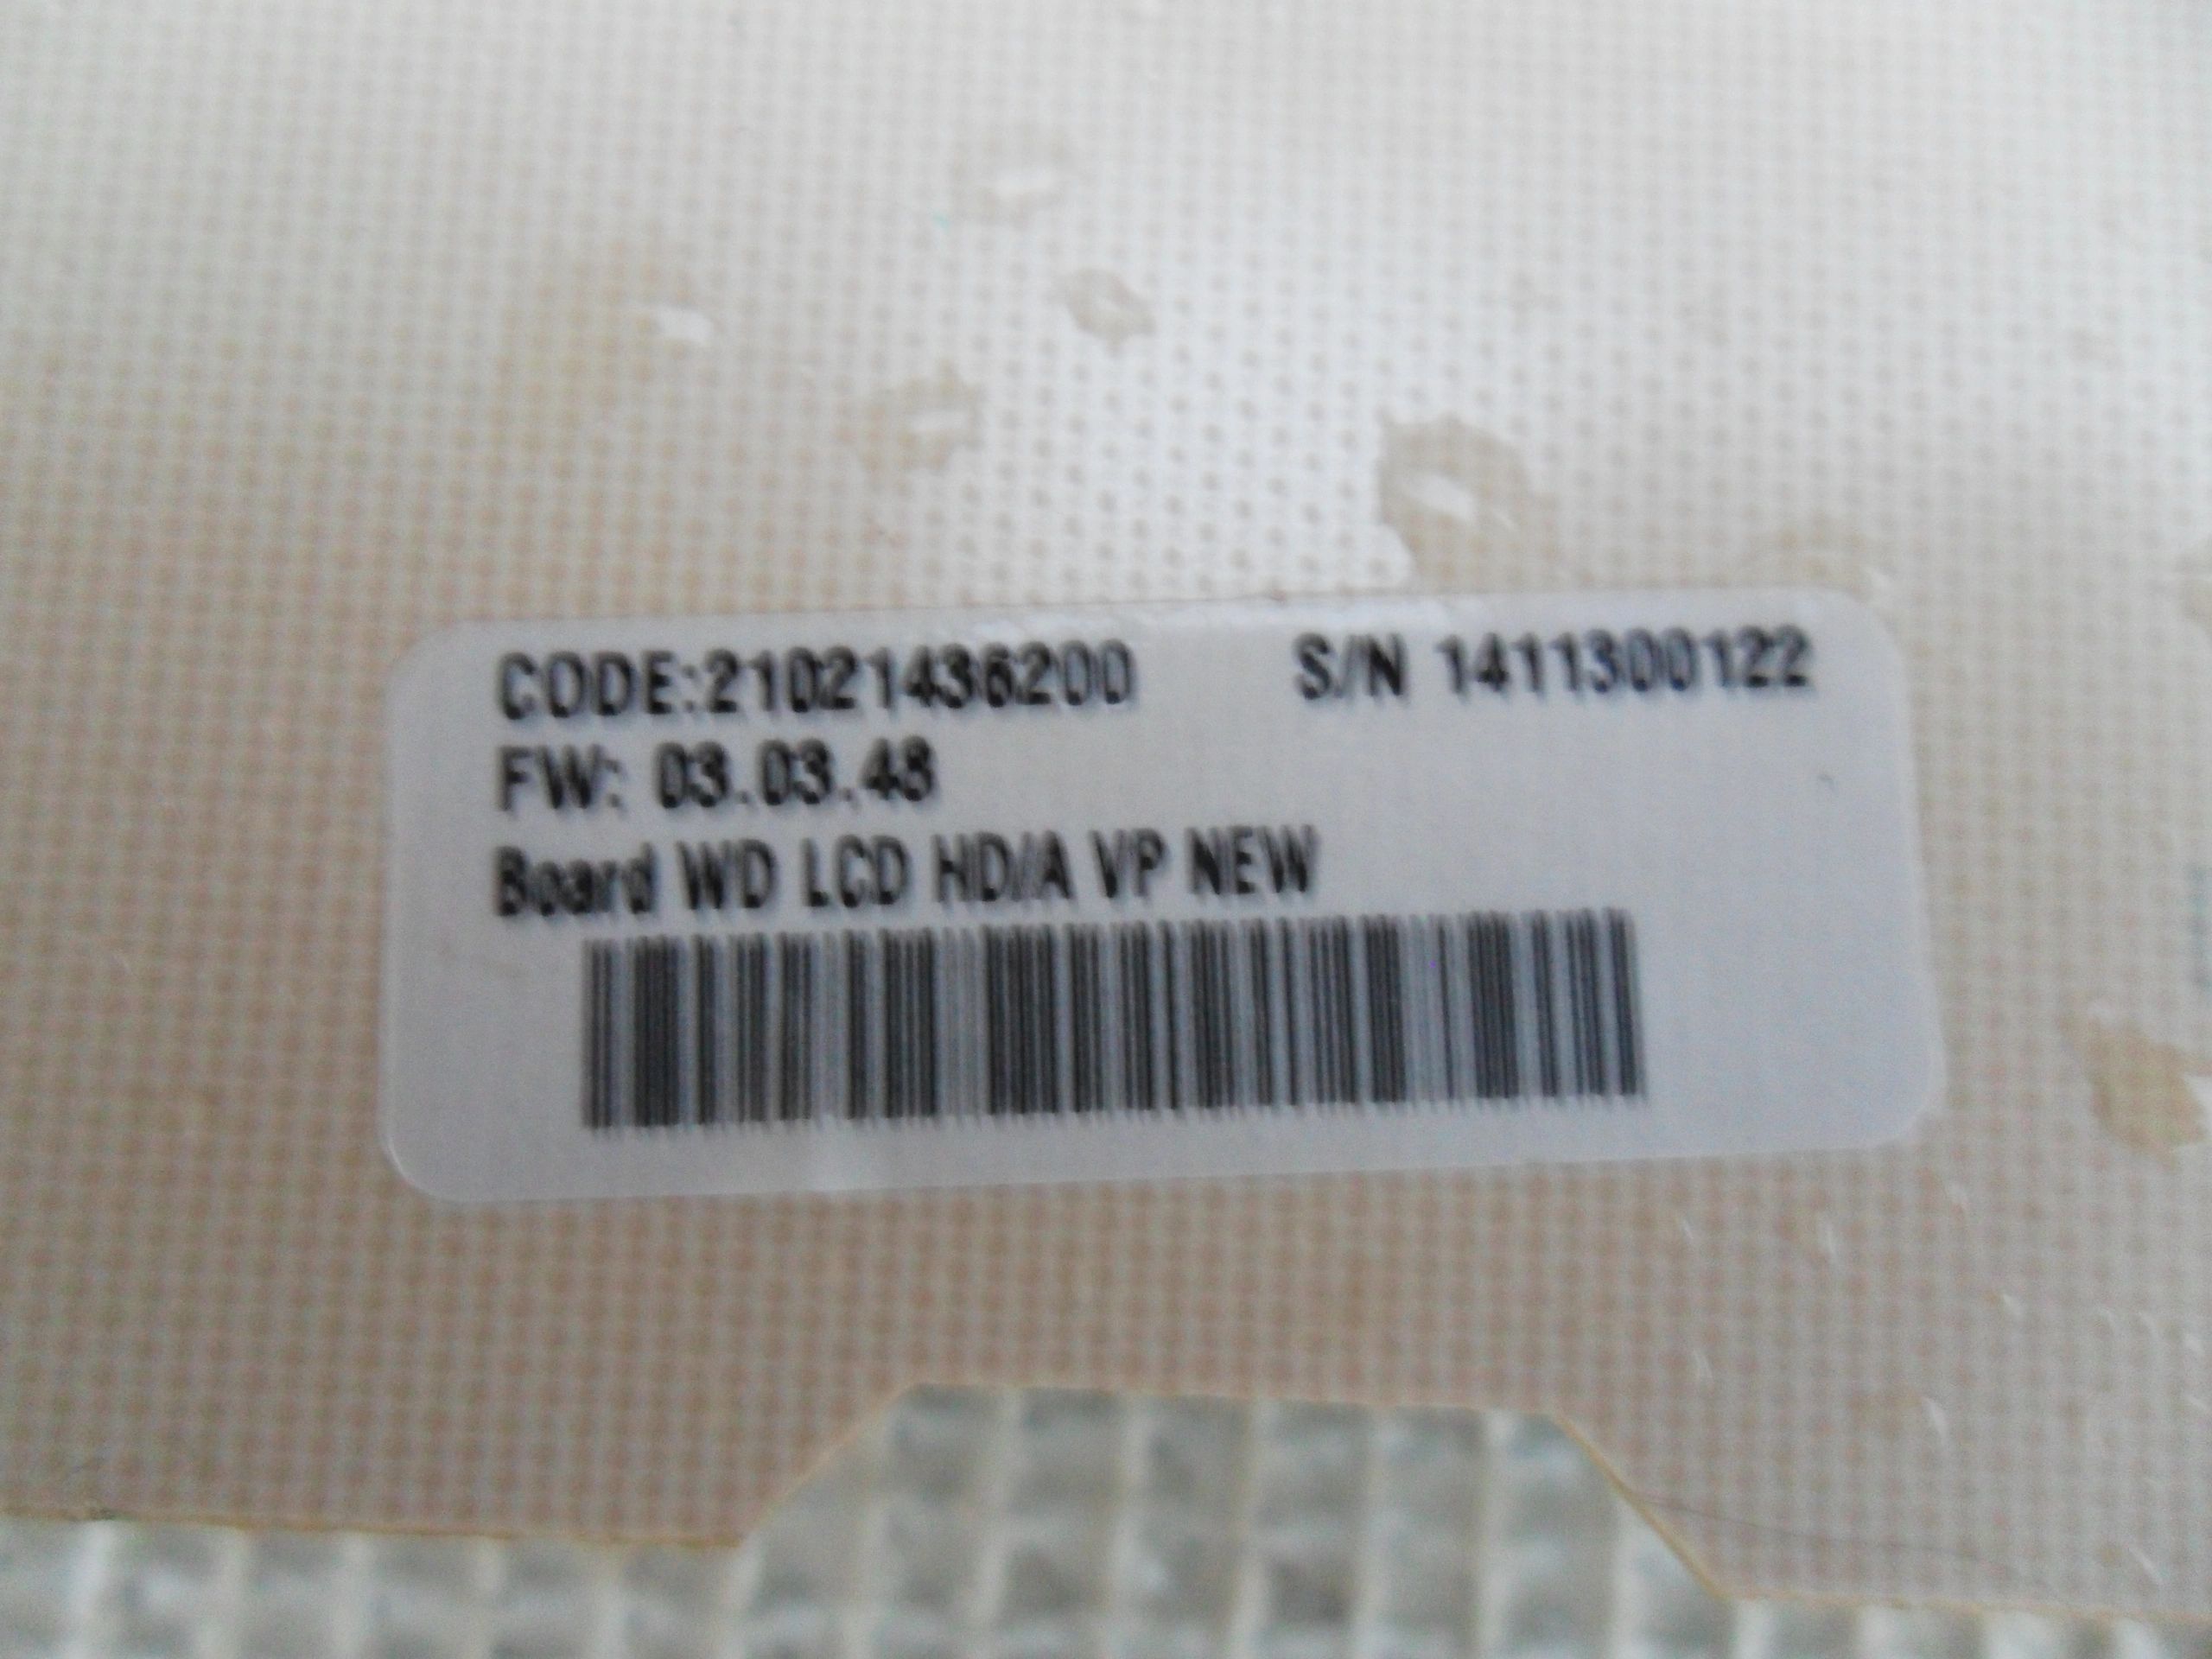 CODE:21021436200 S/N 1411300122
FW: 03.03.48
Board WD LCD HD/A VP NEW